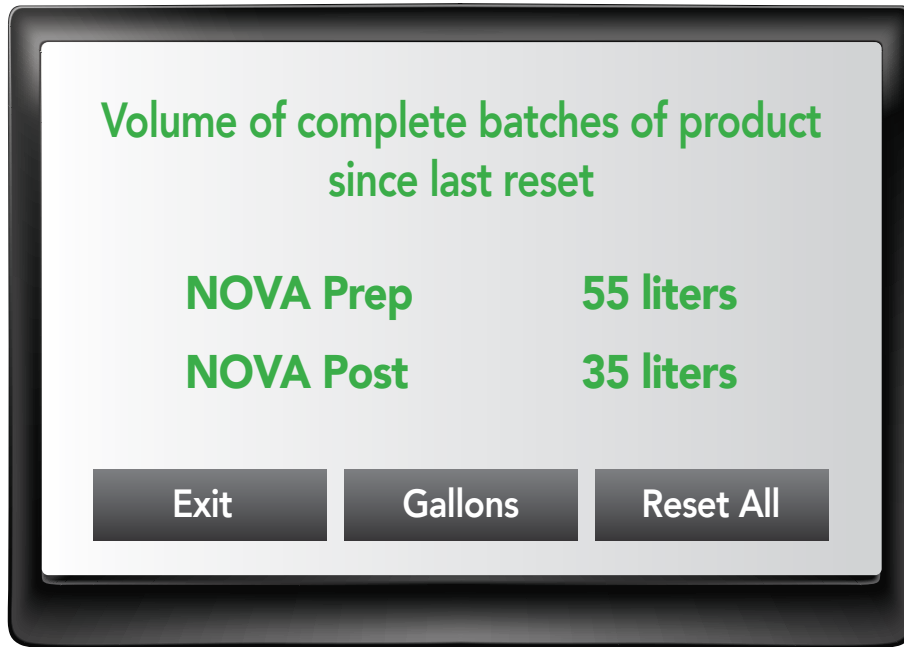 Volume of complete batches of product
since last reset
NOVA Prep 55 liters
NOVA Post 35 liters
Exit Gallons Reset All